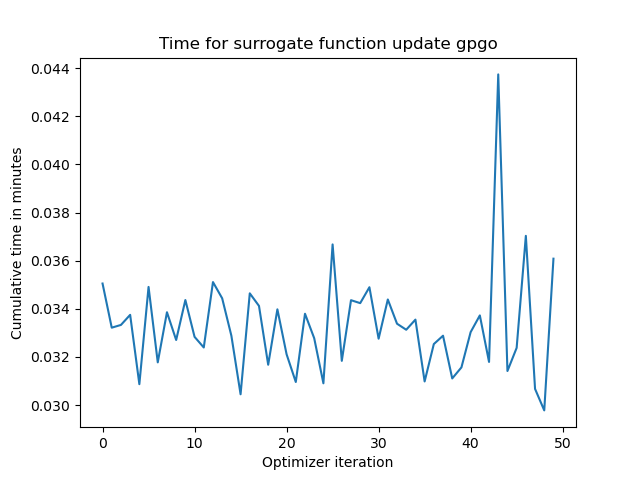 Time for surrogate function update gpgo
Cumulative time in minutes
0.044
0.042
0.040
0.038
0.036
0.034
0.032
0.030
0 10 20 30 40 50
Optimizer iteration